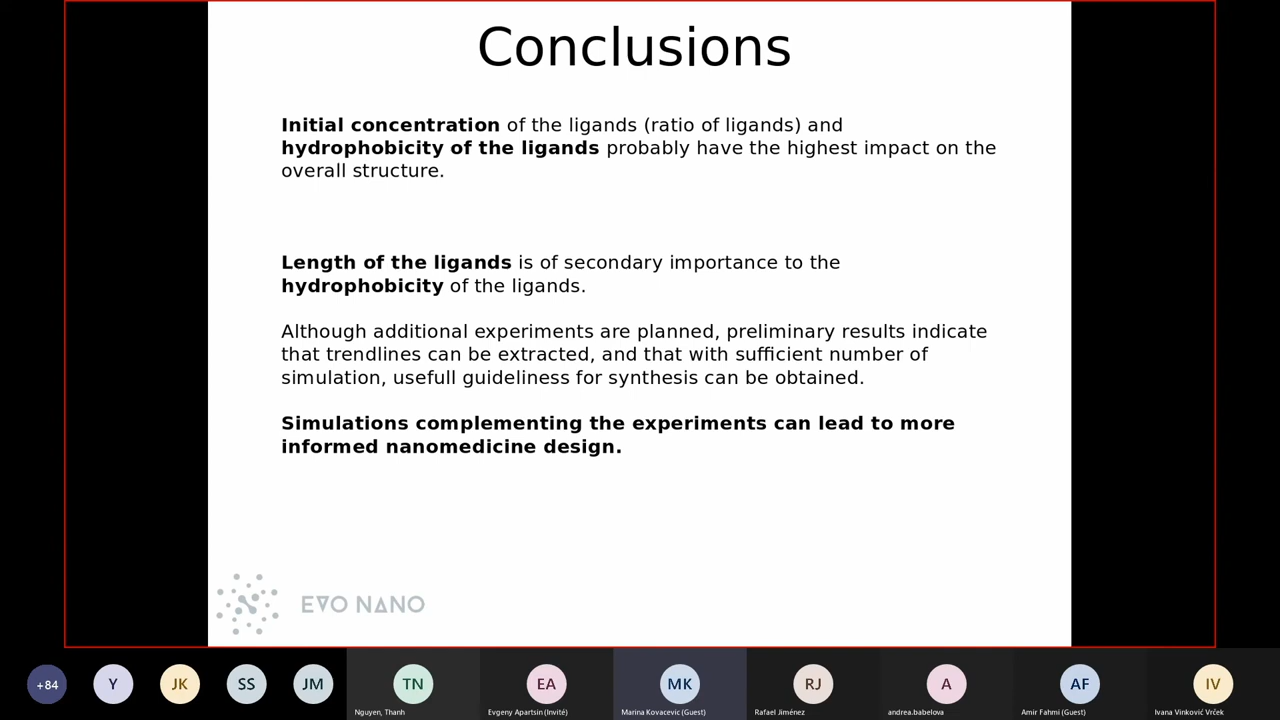 Conclusions
Initial concentration of the ligands (ratio of ligands) and
hydrophobicity of the ligands probably have the highest impact on the
overall structure.
Length of the ligands is of secondary importance to the
hydrophobicity of the ligands.
Although additional experiments are planned, preliminary results indicate
that trendlines can be extracted, and that with sufficient number of
simulation, usefull guideliness for synthesis can be obtained.
Simulations complementing the experiments can lead to more
informed nanomedicine design.
EVO NANO
+84 Y JK SS JM TN EA MK RJ A AF IV
Nguyen, Thanh Evgeny Apartsin (Invité) Marina Kovacevic (Guest) Rafael Jiménez andrea.babelova Amir Fahmi (Guest) Ivana Vinković Vrček